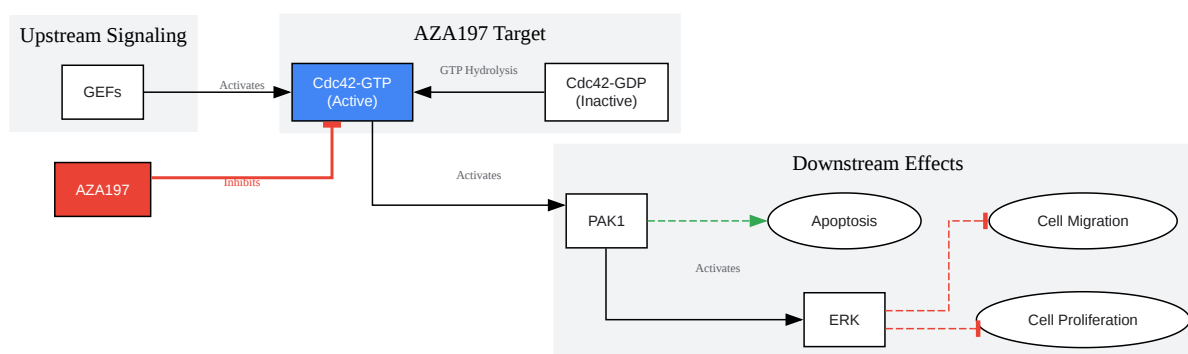 Upstream Signaling
AZA197 Target
GEFs
Activates
Cdc42-GTP
(Active)
GTP Hydrolysis
Cdc42-GDP
(Inactive)
AZA197
Inhibits
Activates
Downstream Effects
PAK1
Apoptosis
Cell Migration
Activates
ERK
Cell Proliferation